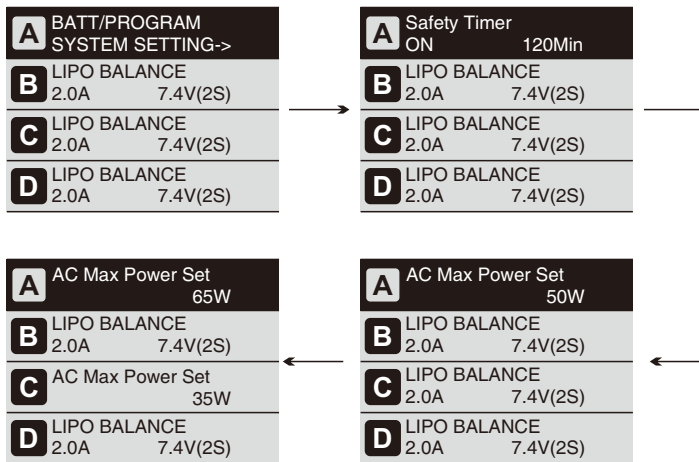 A BATT/PROGRAM
SYSTEM SETTING->
B LIPO BALANCE
2.0A 7.4V(2S)
C LIPO BALANCE
2.0A 7.4V(2S)
D LIPO BALANCE
2.0A 7.4V(2S)
A Safety Timer
ON 120Min
B LIPO BALANCE
2.0A 7.4V(2S)
C LIPO BALANCE
2.0A 7.4V(2S)
D LIPO BALANCE
2.0A 7.4V(2S)
A AC Max Power Set
65W
B LIPO BALANCE
2.0A 7.4V(2S)
C AC Max Power Set
35W
D LIPO BALANCE
2.0A 7.4V(2S)
A AC Max Power Set
50W
B LIPO BALANCE
2.0A 7.4V(2S)
C LIPO BALANCE
2.0A 7.4V(2S)
D LIPO BALANCE
2.0A 7.4V(2S)